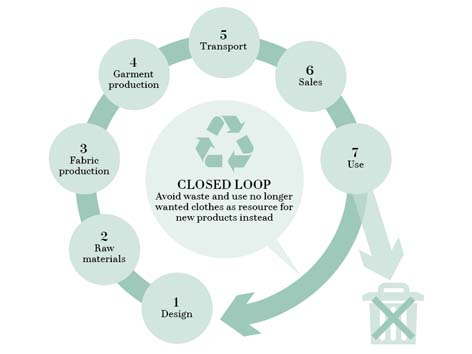 1
Design
2
Raw
materials
3
Fabric
production
4
Garment
production
5
Transport
6
Sales
7
Use
CLOSED LOOP
Avoid waste and use no longer
wanted clothes as resource for
new products instead